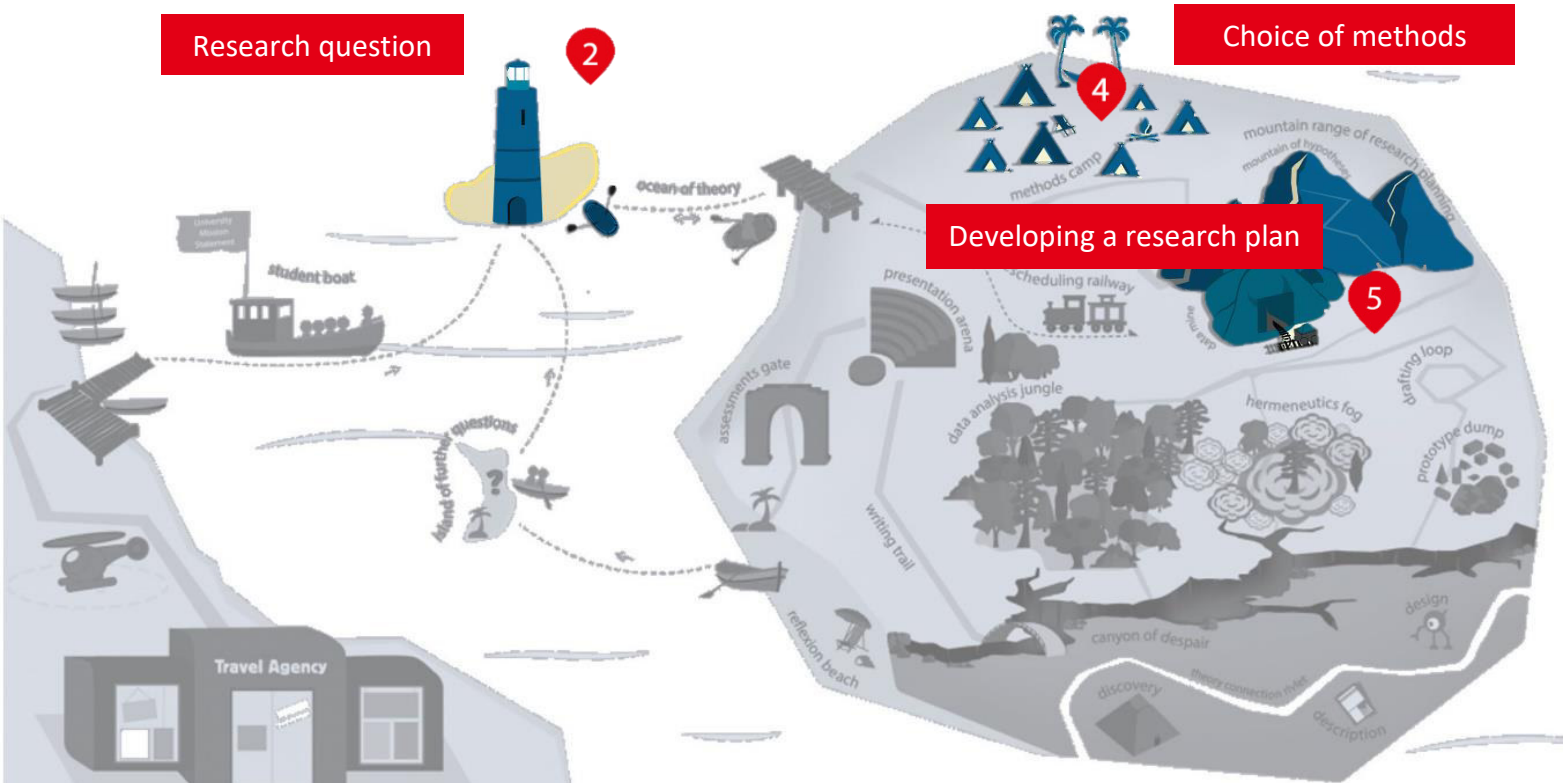 Research question
2
Choice of methods
4
mountain range of research planning
mountain of hypotheses
methods camp
ocean of theory
University
Mission
Statement
student boat
Developing a research plan
scheduling railway
5
presentation arena
data mine
drafting loop
assessments gate
data analysis jungle
hermeneutics fog
prototype dump
island of further questions
?
writing trail
reflexion beach
canyon of despair
design
Travel Agency
theory connection rivlet
discovery
description